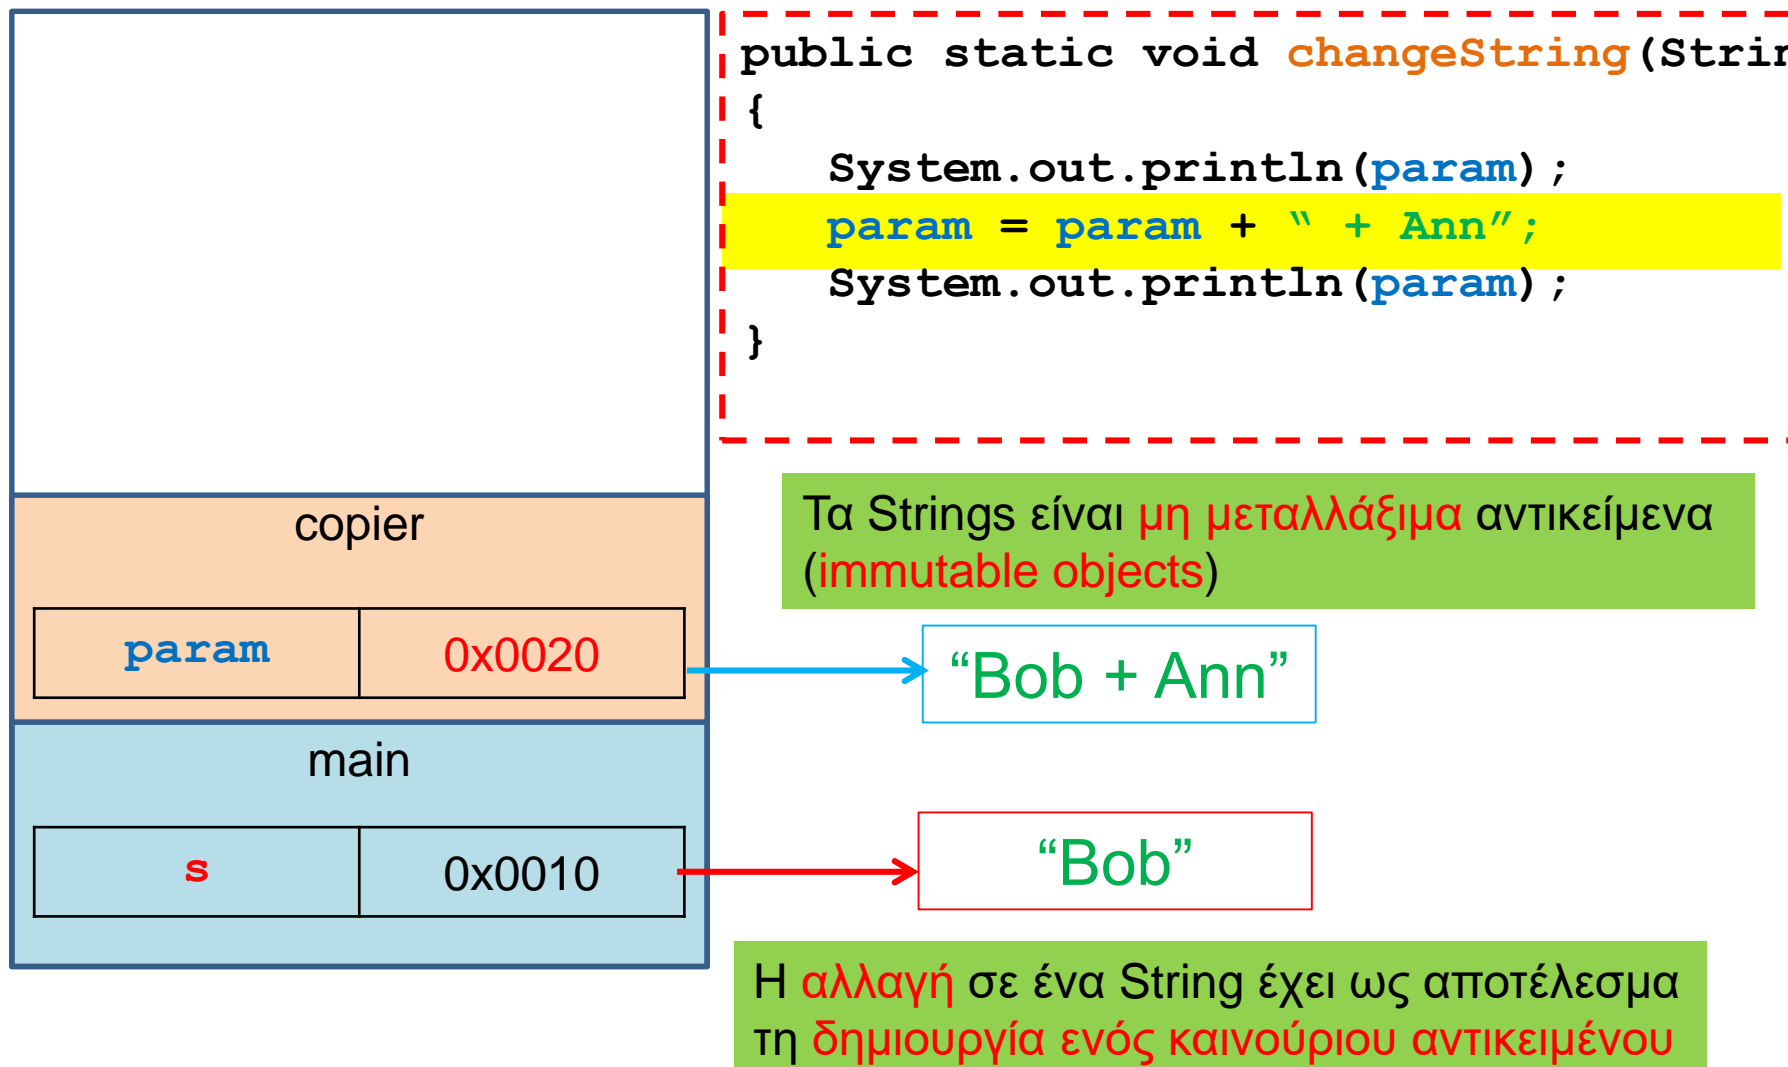 public static void changeString(Strin
{
System.out.println(param);
param = param + “ + Ann”;
System.out.println(param);
}
copier
param 0x0020
main
s 0x0010
Τα Strings είναι μη μεταλλάξιμα αντικείμενα
(immutable objects)
“Bob + Ann”
“Bob”
Η αλλαγή σε ένα String έχει ως αποτέλεσμα
τη δημιουργία ενός καινούριου αντικειμένου